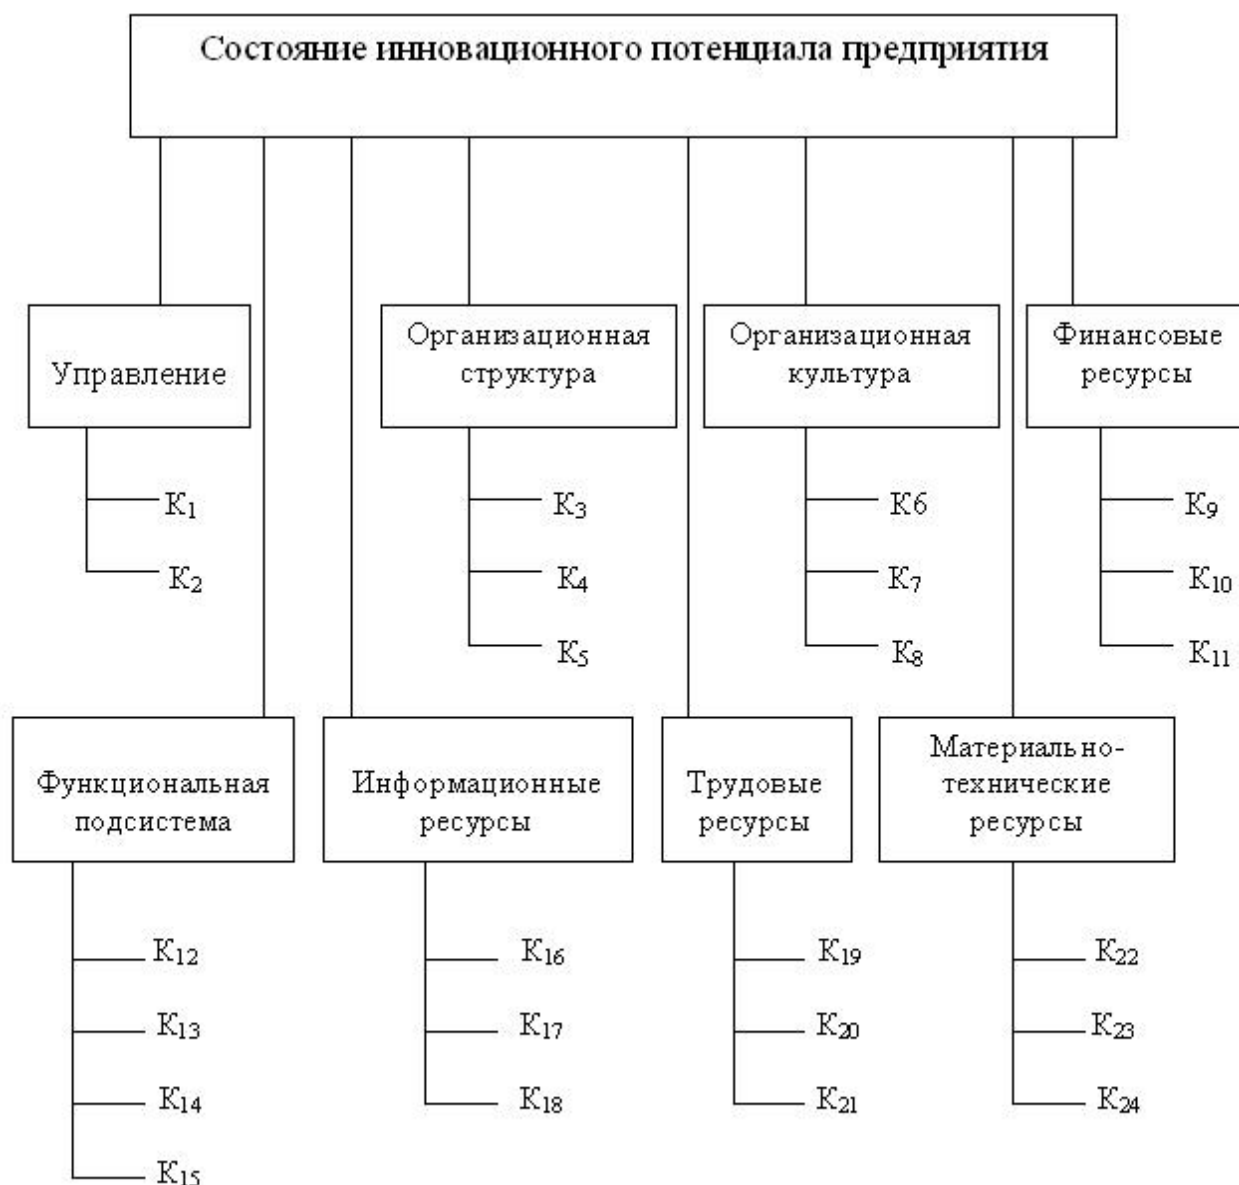 Состояние инновационного потенциала предприятия
Управление
Организационная
структура
Организационная
культура
Финансовые
ресурсы
К1
К2
К3
К4
К5
К6
К7
К8
К9
К10
К11
Функциональная
подсистема
Информационные
ресурсы
Трудовые
ресурсы
Материально-
технические
ресурсы
К12
К13
К14
К15
К16
К17
К18
К19
К20
К21
К22
К23
К24